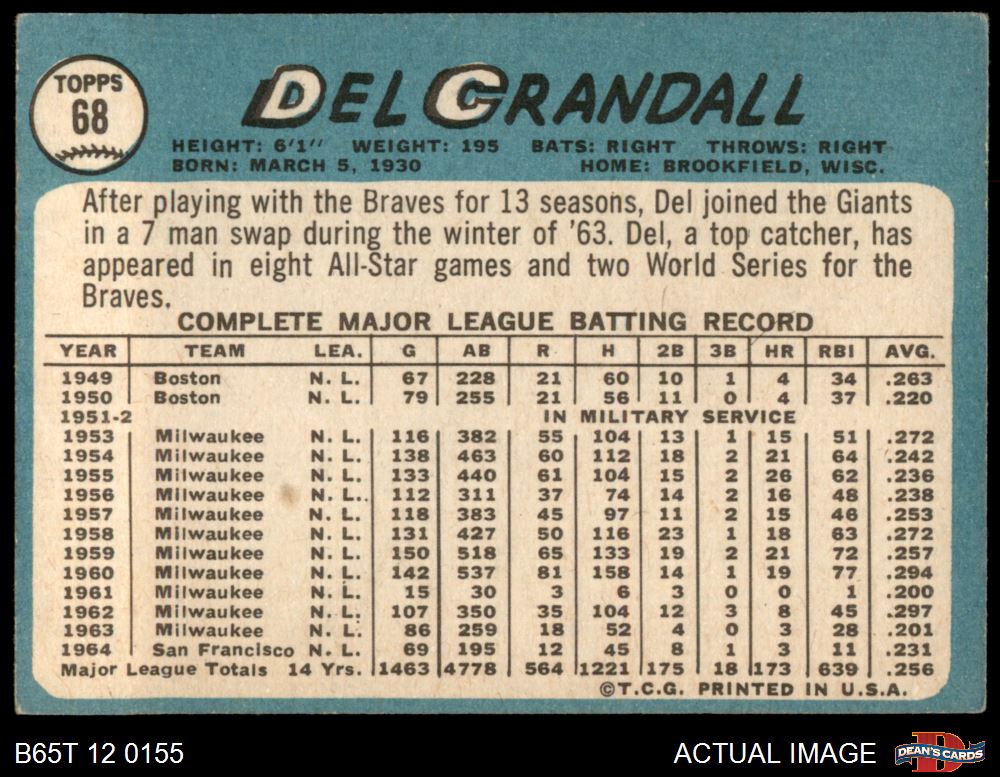 TOPPS
68
DEL CRANDALL
HEIGHT: 6'1" WEIGHT: 195 BATS: RIGHT THROWS: RIGHT
BORN: MARCH 5, 1930 HOME: BROOKFIELD, WISC.
After playing with the Braves for 13 seasons, Del joined the Giants
in a 7 man swap during the winter of '63. Del, a top catcher, has
appeared in eight All-Star games and two World Series for the
Braves.
COMPLETE MAJOR LEAGUE BATTING RECORD
YEAR TEAM LEA. G AB R H 2B 3B HR RBI AVG.
1949 Boston N. L. 67 228 21 60 10 1 4 34 .263
1950 Boston N. L. 79 255 21 56 11 0 4 37 .220
1951-2 IN MILITARY SERVICE
1953 Milwaukee N. L. 116 382 55 104 13 1 15 51 .272
1954 Milwaukee N. L. 138 463 60 112 18 2 21 64 .242
1955 Milwaukee N. L. 133 440 61 104 15 2 26 62 .236
1956 Milwaukee N. L. 112 311 37 74 14 2 16 48 .238
1957 Milwaukee N. L. 118 383 45 97 11 2 15 46 .253
1958 Milwaukee N. L. 131 427 50 116 23 1 18 63 .272
1959 Milwaukee N. L. 150 518 65 133 19 2 21 72 .257
1960 Milwaukee N. L. 142 537 81 158 14 1 19 77 .294
1961 Milwaukee N. L. 15 30 3 6 3 0 0 1 .200
1962 Milwaukee N. L. 107 350 35 104 12 3 8 45 .297
1963 Milwaukee N. L. 86 259 18 52 4 0 3 28 .201
1964 San Francisco N. L. 69 195 12 45 8 1 3 11 .231
Major League Totals 14 Yrs. 1463 4778 564 1221 175 18 173 639 .256
©T.C.G. PRINTED IN U.S.A.
B65T 12 0155 ACTUAL IMAGE DEAN'S CARDS